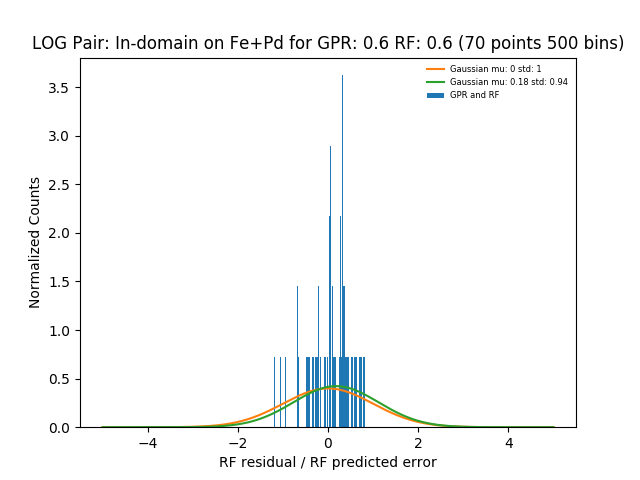 LOG Pair: In-domain on Fe+Pd for GPR: 0.6 RF: 0.6 (70 points 500 bins)
Gaussian mu: 0 std: 1
Gaussian mu: 0.18 std: 0.94
GPR and RF
Normalized Counts
3.5
3.0
2.5
2.0
1.5
1.0
0.5
0.0
−4
−2
0
2
4
RF residual / RF predicted error